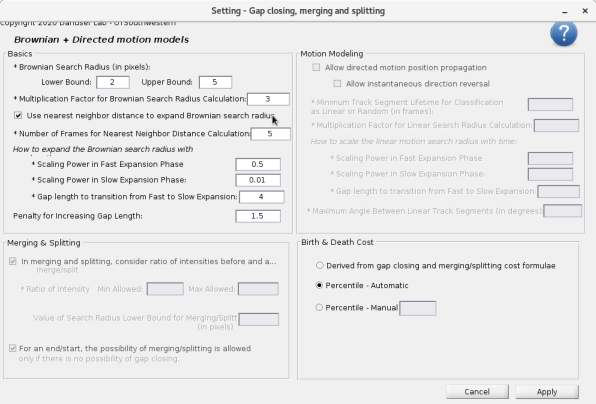 Setting - Gap closing, merging and splitting
Copyright 2020 Danuser Lab - UTSouthwestern
Brownian + Directed motion models
?
Basics
* Brownian Search Radius (in pixels):
Lower Bound: 2 Upper Bound: 5
* Multiplication Factor for Brownian Search Radius Calculation: 3
Use nearest neighbor distance to expand Brownian search radius
* Number of Frames for Nearest Neighbor Distance Calculation: 5
How to expand the Brownian search radius with
* Scaling Power in Fast Expansion Phase 0.5
* Scaling Power in Slow Expansion Phase: 0.01
* Gap length to transition from Fast to Slow Expansion: 4
Penalty for Increasing Gap Length: 1.5
Motion Modeling
Allow directed motion position propagation
Allow instantaneous direction reversal
* Minimum Track Segment Lifetime for Classification
as Linear or Random (in frames):
* Multiplication Factor for Linear Search Radius Calculation:
How to scale the linear motion search radius with time:
* Scaling Power in Fast Expansion Phase
* Scaling Power in Slow Expansion Phase:
* Gap length to transition from Fast to Slow Expansion:
* Maximum Angle Between Linear Track Segments (in degrees)
Merging & Splitting
In merging and splitting, consider ratio of intensities before and a...
merge/split
* Ratio of Intensity Min Allowed: Max Allowed:
Value of Search Radius Lower Bound for Merging/Splitt
(in pixels)
For an end/start, the possibility of merging/splitting is allowed
only if there is no possibility of gap closing.
Birth & Death Cost
Derived from gap closing and merging/splitting cost formulae
Percentile - Automatic
Percentile - Manual
Cancel Apply